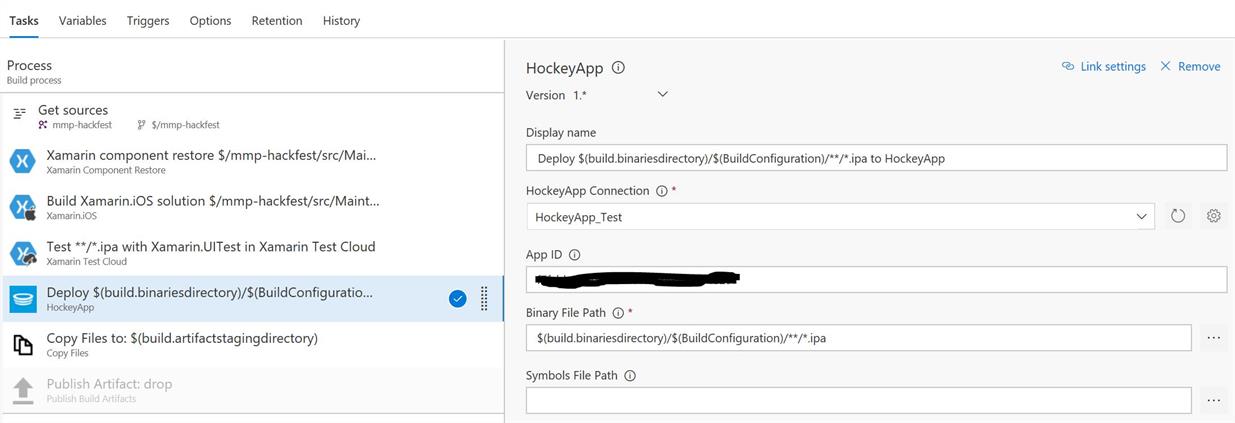 Tasks Variables Triggers Options Retention History
Process
Build process
Get sources
mmp-hackfest $/mmp-hackfest
Xamarin component restore $/mmp-hackfest/src/Mai...
Xamarin Component Restore
Build Xamarin.iOS solution $/mmp-hackfest/src/Maint...
Xamarin.iOS
Test **/*.ipa with Xamarin.UITest in Xamarin Test Cloud
Xamarin Test Cloud
Deploy $(build.binariesdirectory)/$(BuildConfiguratio...
HockeyApp
Copy Files to: $(build.artifactstagingdirectory)
Copy Files
Publish Artifact: drop
Publish Build Artifacts
HockeyApp
Link settings Remove
Version 1.*
Display name
Deploy $(build.binariesdirectory)/$(BuildConfiguration)/**/*.ipa to HockeyApp
HockeyApp Connection *
HockeyApp_Test
App ID
Binary File Path *
$(build.binariesdirectory)/$(BuildConfiguration)/**/*.ipa
Symbols File Path